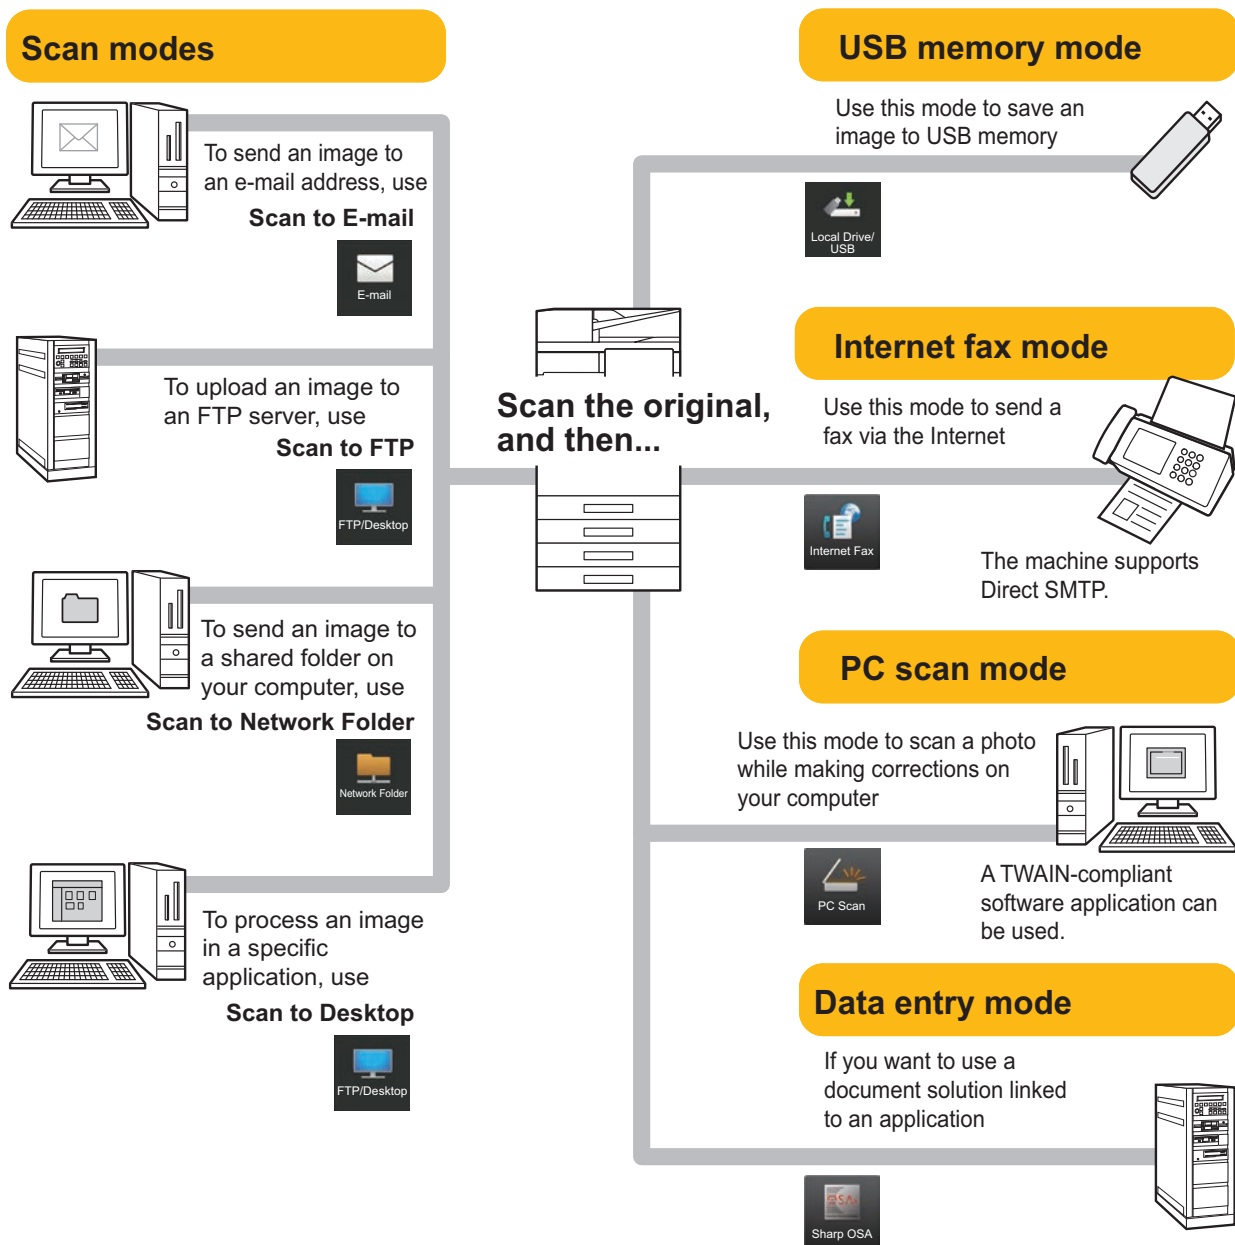 Scan modes
To send an image to
an e-mail address, use
Scan to E-mail
E-mail
To upload an image to
an FTP server, use
Scan to FTP
FTP/Desktop
To send an image to
a shared folder on
your computer, use
Scan to Network Folder
Network Folder
To process an image
in a specific
application, use
Scan to Desktop
FTP/Desktop
Scan the original,
and then...
USB memory mode
Use this mode to save an
image to USB memory
Local Drive/
USB
Internet fax mode
Use this mode to send a
fax via the Internet
Internet Fax
The machine supports
Direct SMTP.
PC scan mode
Use this mode to scan a photo
while making corrections on
your computer
PC Scan
A TWAIN-compliant
software application can
be used.
Data entry mode
If you want to use a
document solution linked
to an application
OSA
Sharp OSA